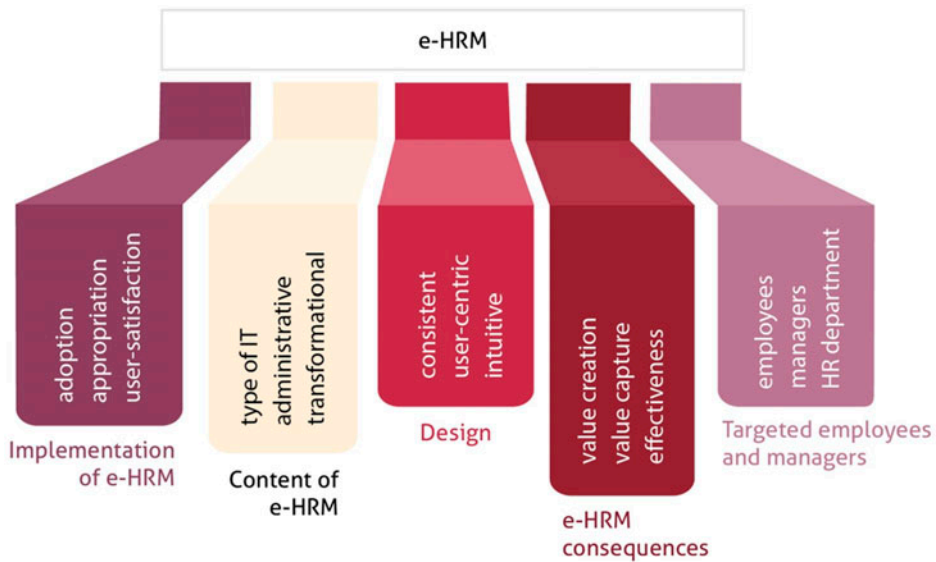 e-HRM
adoption
appropriation
user-satisfaction
Implementation
of e-HRM
type of IT
administrative
transformational
Content of
e-HRM
consistent
user-centric
intuitive
Design
value creation
value capture
effectiveness
e-HRM
consequences
employees
managers
HR department
Targeted employees
and managers